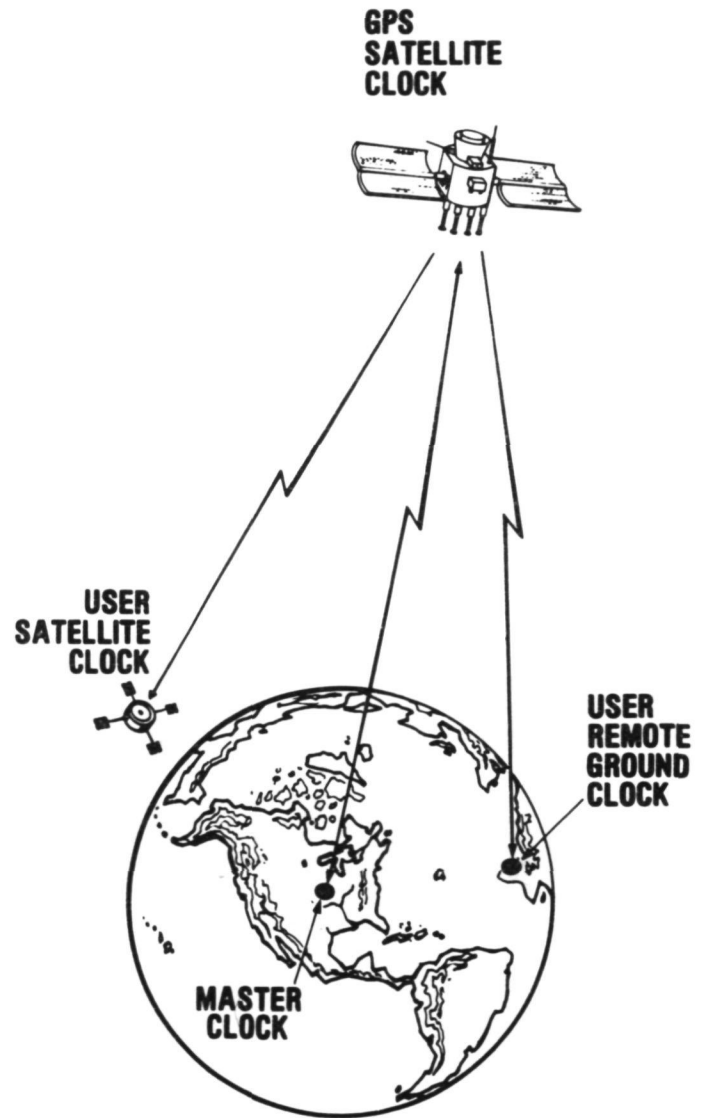 GPS
SATELLITE
CLOCK
USER
SATELLITE
CLOCK
USER
REMOTE
GROUND
CLOCK
MASTER
CLOCK